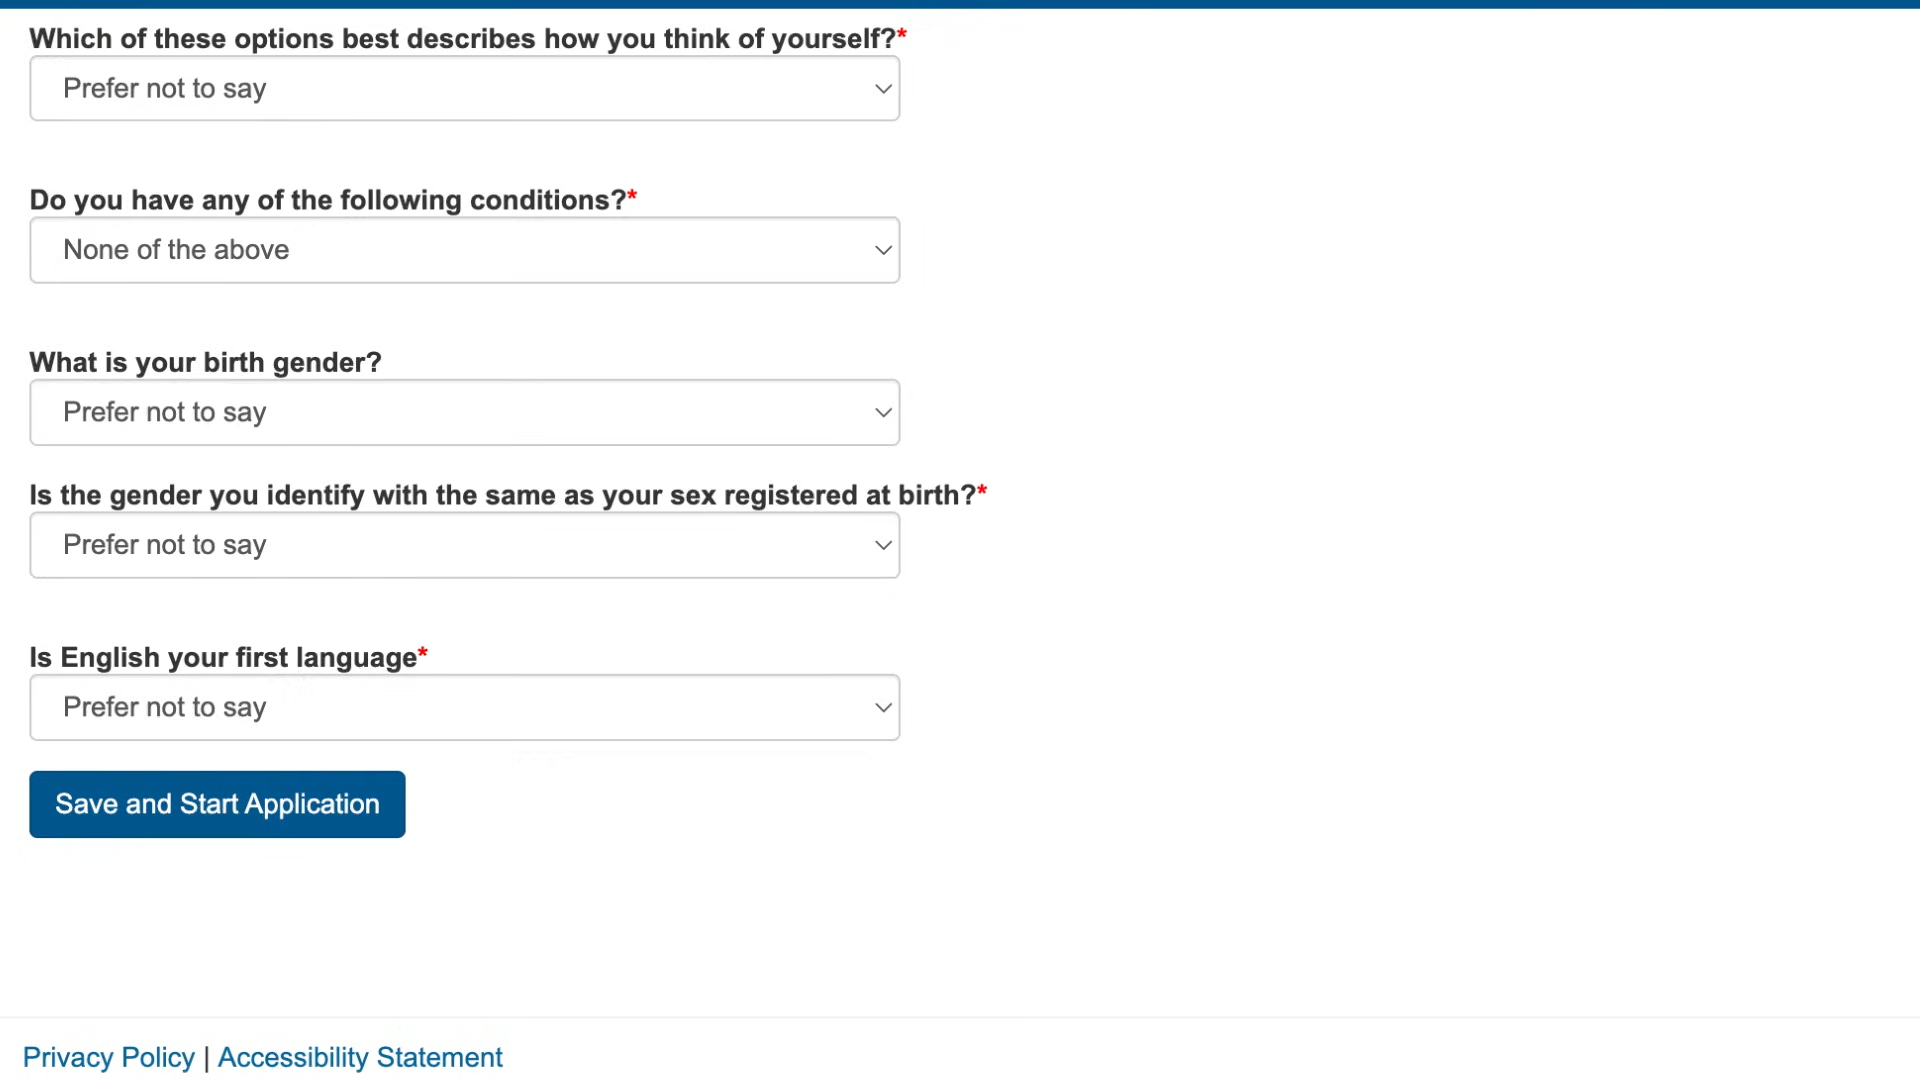 Which of these options best describes how you think of yourself?*
Prefer not to say
Do you have any of the following conditions?*
None of the above
What is your birth gender?
Prefer not to say
Is the gender you identify with the same as your sex registered at birth?*
Prefer not to say
Is English your first language*
Prefer not to say
Save and Start Application
Privacy Policy | Accessibility Statement